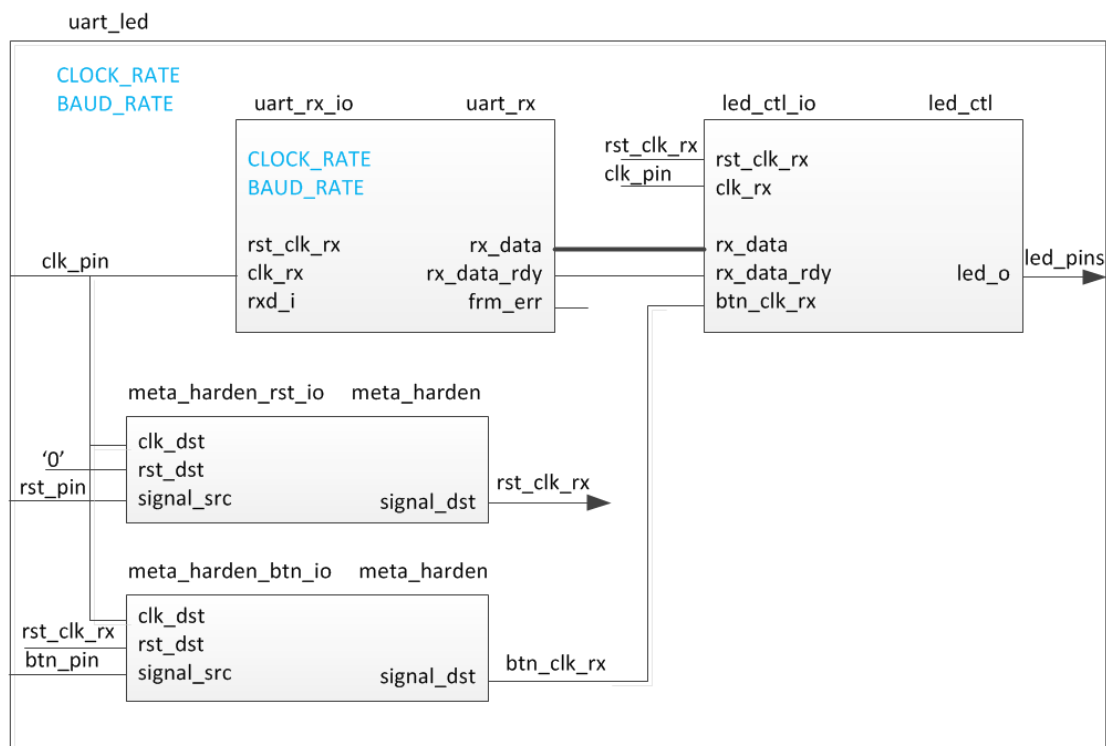 uart_led
CLOCK_RATE
BAUD_RATE
uart_rx_io uart_rx
CLOCK_RATE
BAUD_RATE
rst_clk_rx rx_data
clk_rx rx_data_rdy
rxd_i frm_err
clk_pin
led_ctl_io led_ctl
rst_clk_rx rst_clk_rx
clk_pin clk_rx
rx_data
rx_data_rdy led_o led_pins
btn_clk_rx
meta_harden_rst_io meta_harden
clk_dst
'0' rst_dst
rst_pin signal_src signal_dst rst_clk_rx
meta_harden_btn_io meta_harden
clk_dst
rst_clk_rx rst_dst
btn_pin signal_src signal_dst btn_clk_rx